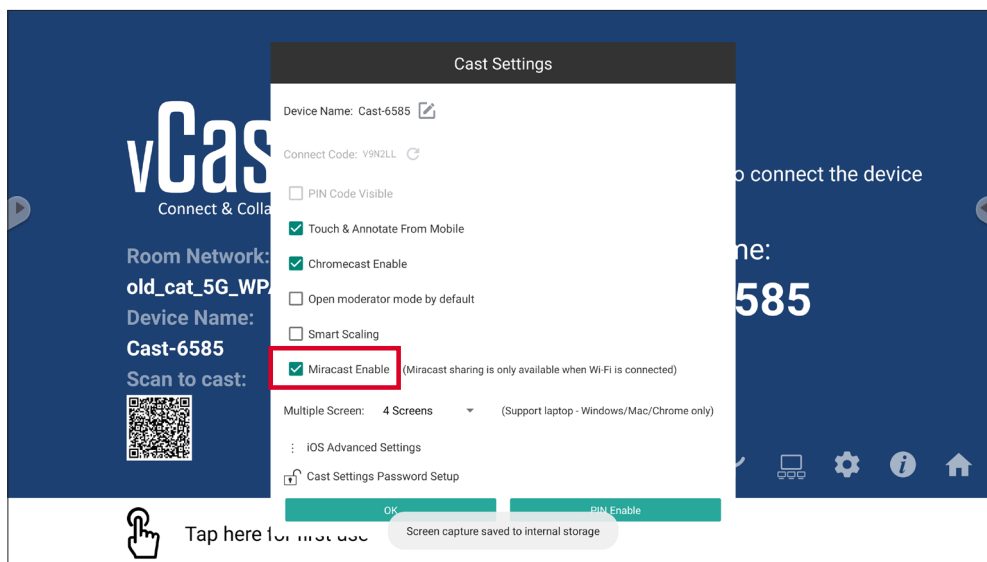 Cast Settings
Device Name: Cast-6585
Connect Code: V9N2LL
PIN Code Visible
Touch & Annotate From Mobile
Chromecast Enable
Open moderator mode by default
Smart Scaling
Miracast Enable (Miracast sharing is only available when Wi-Fi is connected)
Multiple Screen: 4 Screens (Support laptop - Windows/Mac/Chrome only)
iOS Advanced Settings
Cast Settings Password Setup
OK PIN Enable
Screen capture saved to internal storage
vCas
Connect & Colla
Room Network:
old_cat_5G_WP
Device Name:
Cast-6585
Scan to cast:
o connect the device
me:
585
Tap here for first use